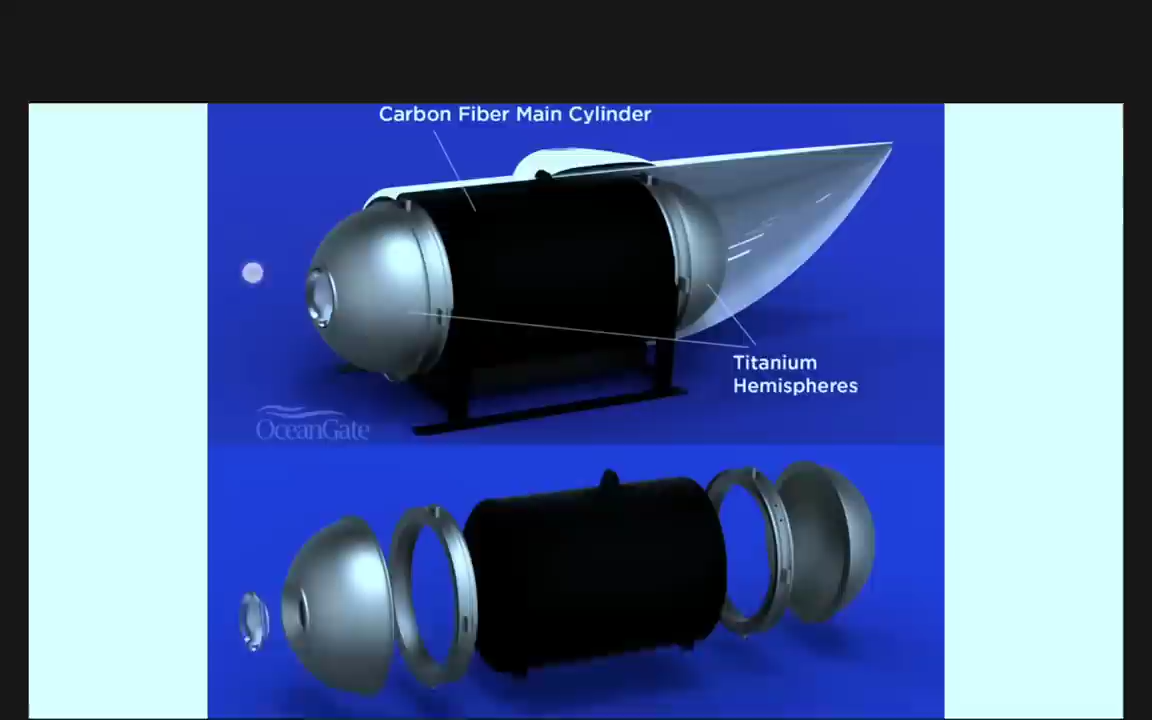 Carbon Fiber Main Cylinder
Titanium
Hemispheres
OceanGate